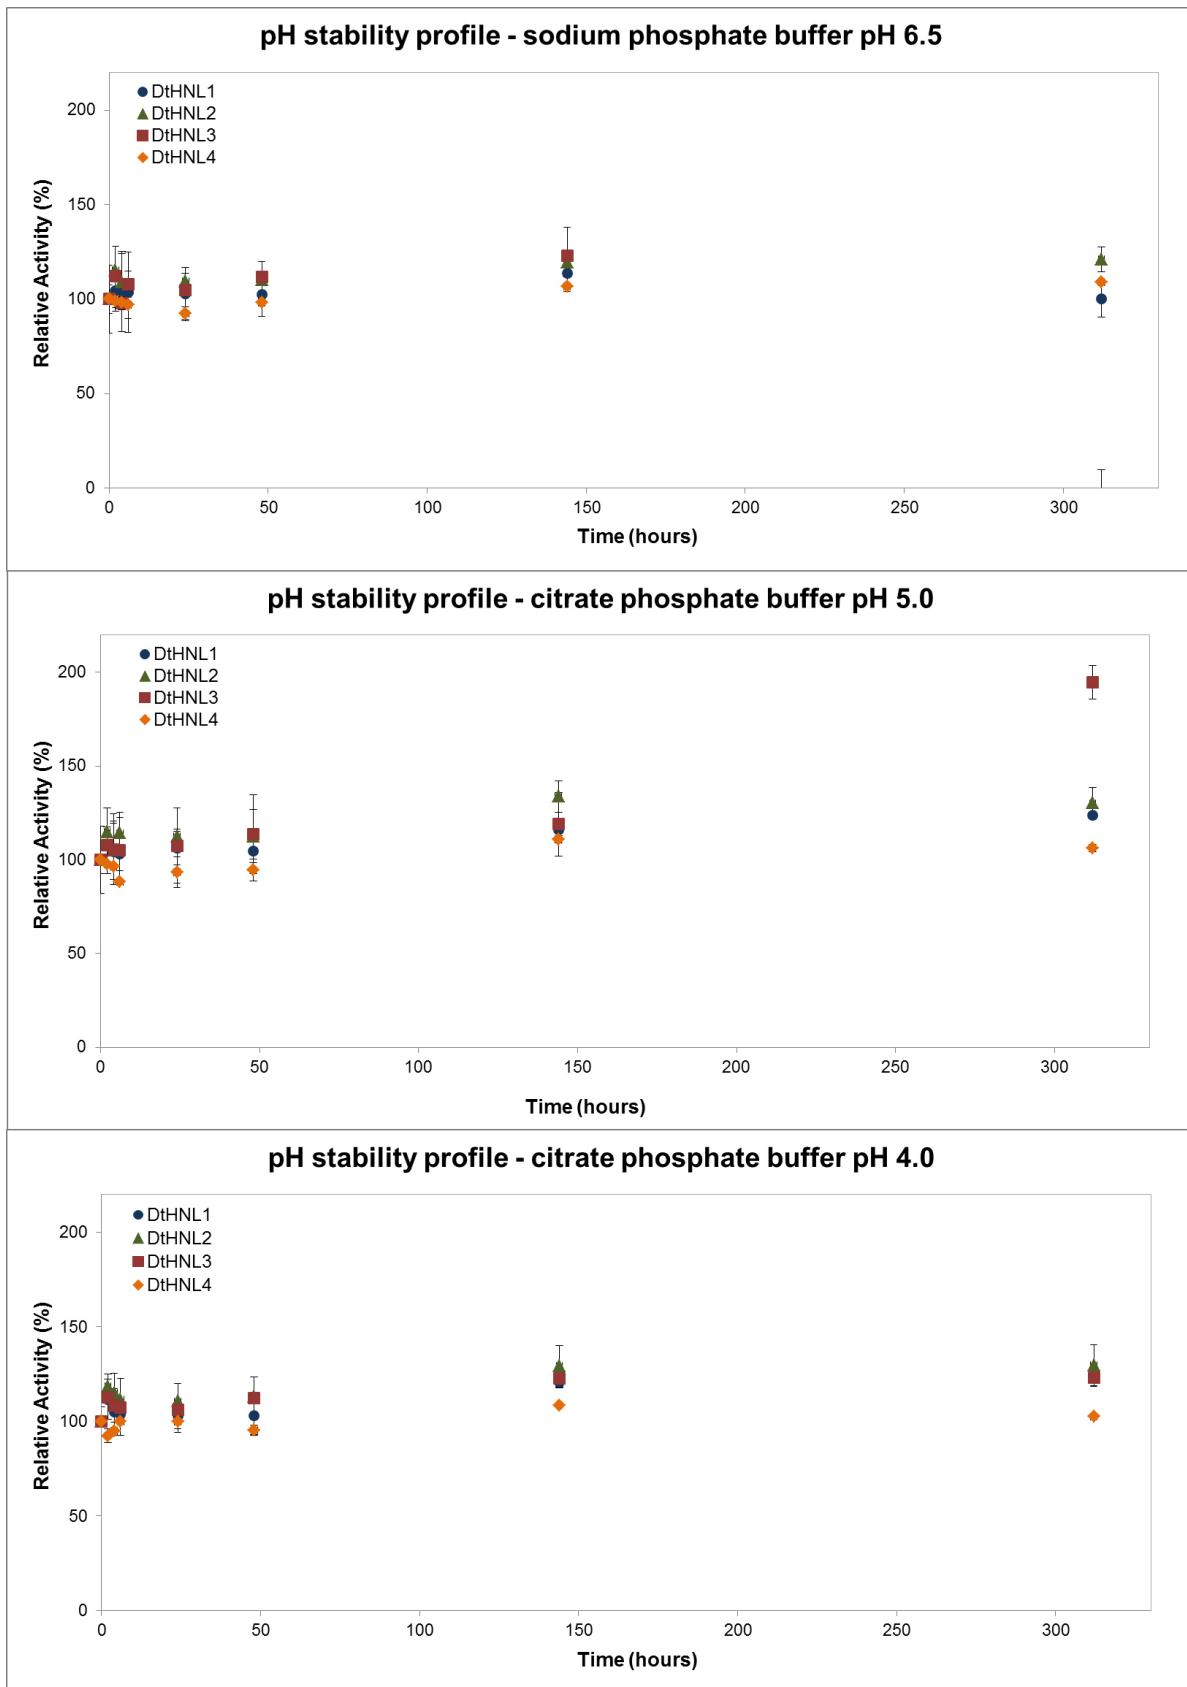 pH stability profile - sodium phosphate buffer pH 6.5
DtHNL1
DtHNL2
DtHNL3
DtHNL4
200
150
100
50
0
Relative Activity (%)
0 50 100 150 200 250 300
Time (hours)
pH stability profile - citrate phosphate buffer pH 5.0
DtHNL1
DtHNL2
DtHNL3
DtHNL4
200
150
100
50
0
Relative Activity (%)
0 50 100 150 200 250 300
Time (hours)
pH stability profile - citrate phosphate buffer pH 4.0
DtHNL1
DtHNL2
DtHNL3
DtHNL4
200
150
100
50
0
Relative Activity (%)
0 50 100 150 200 250 300
Time (hours)